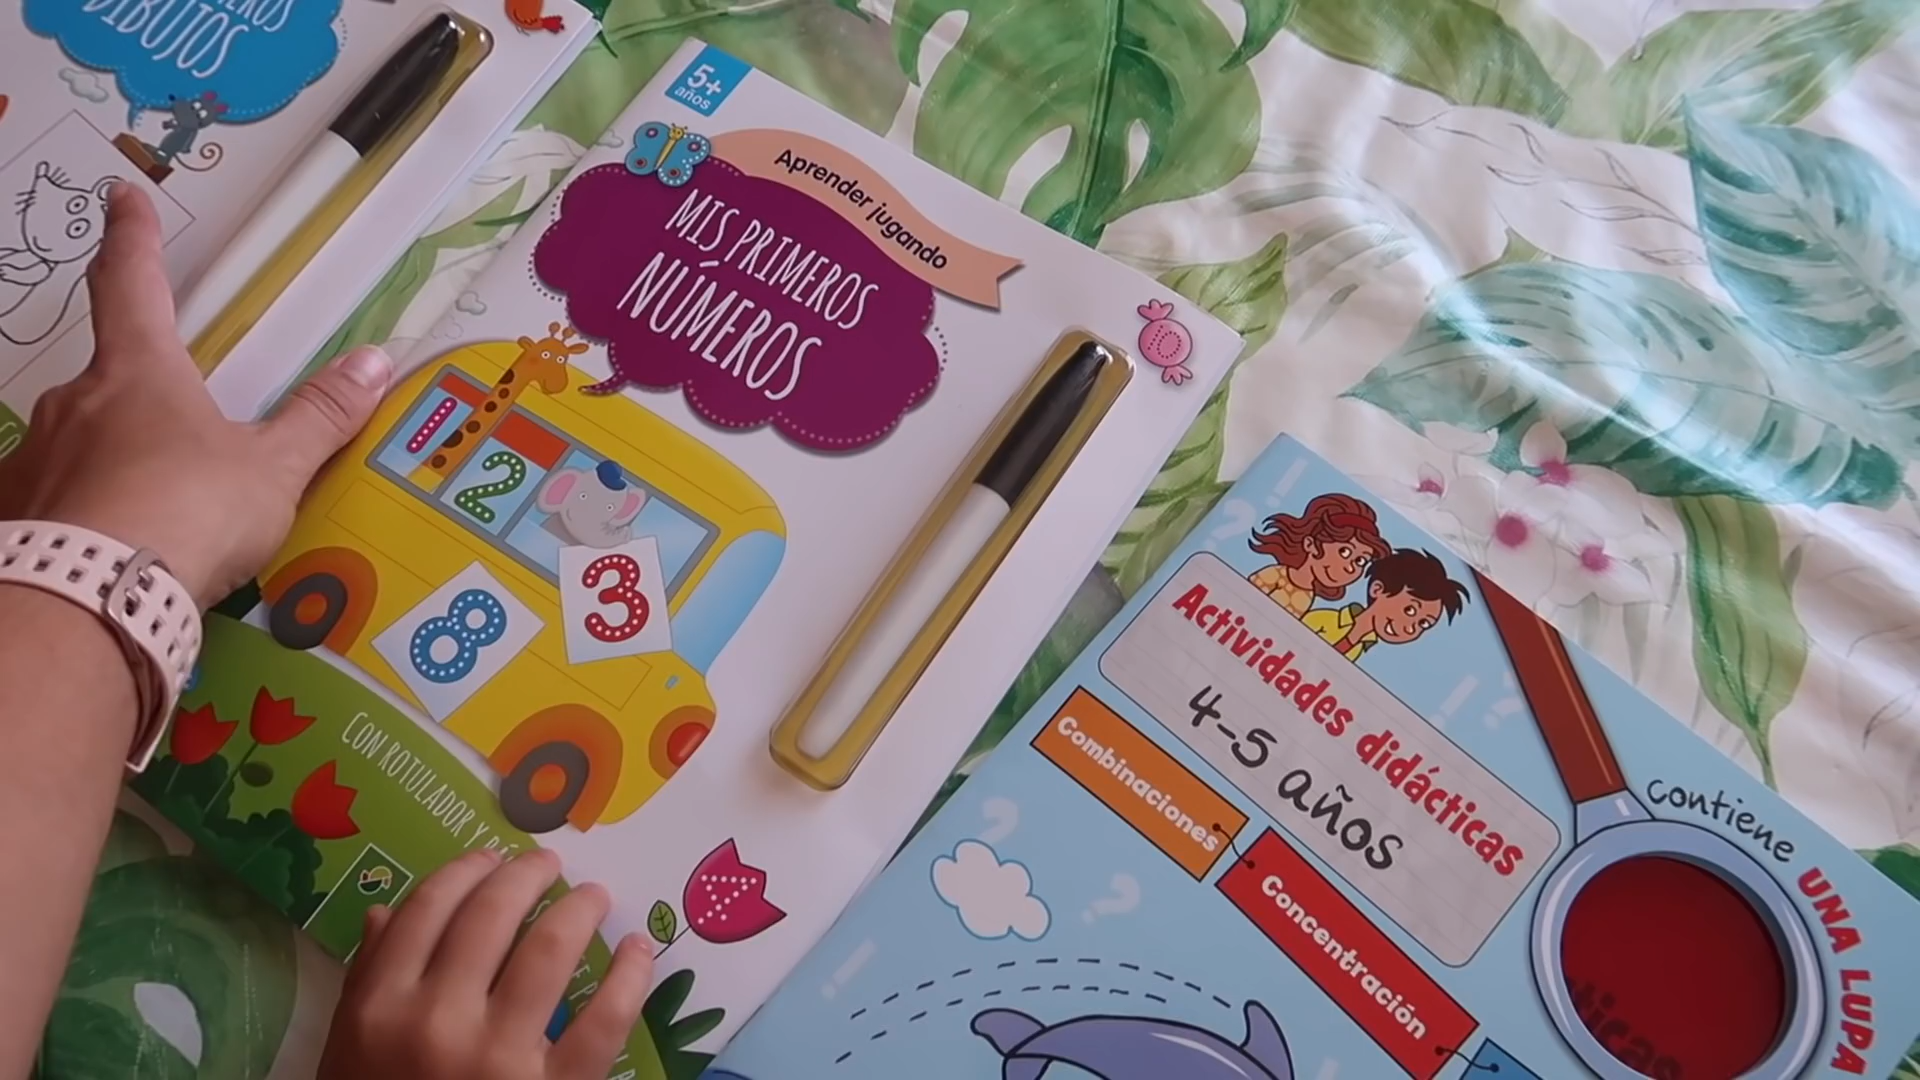 DIBUJOS
5+
años
Aprender jugando
MIS PRIMEROS
NÚMEROS
10
1
2
3
8
CON ROTULADOR Y
Actividades didácticas
4-5 años
Combinaciones
Concentración
contiene
UNA LUPA